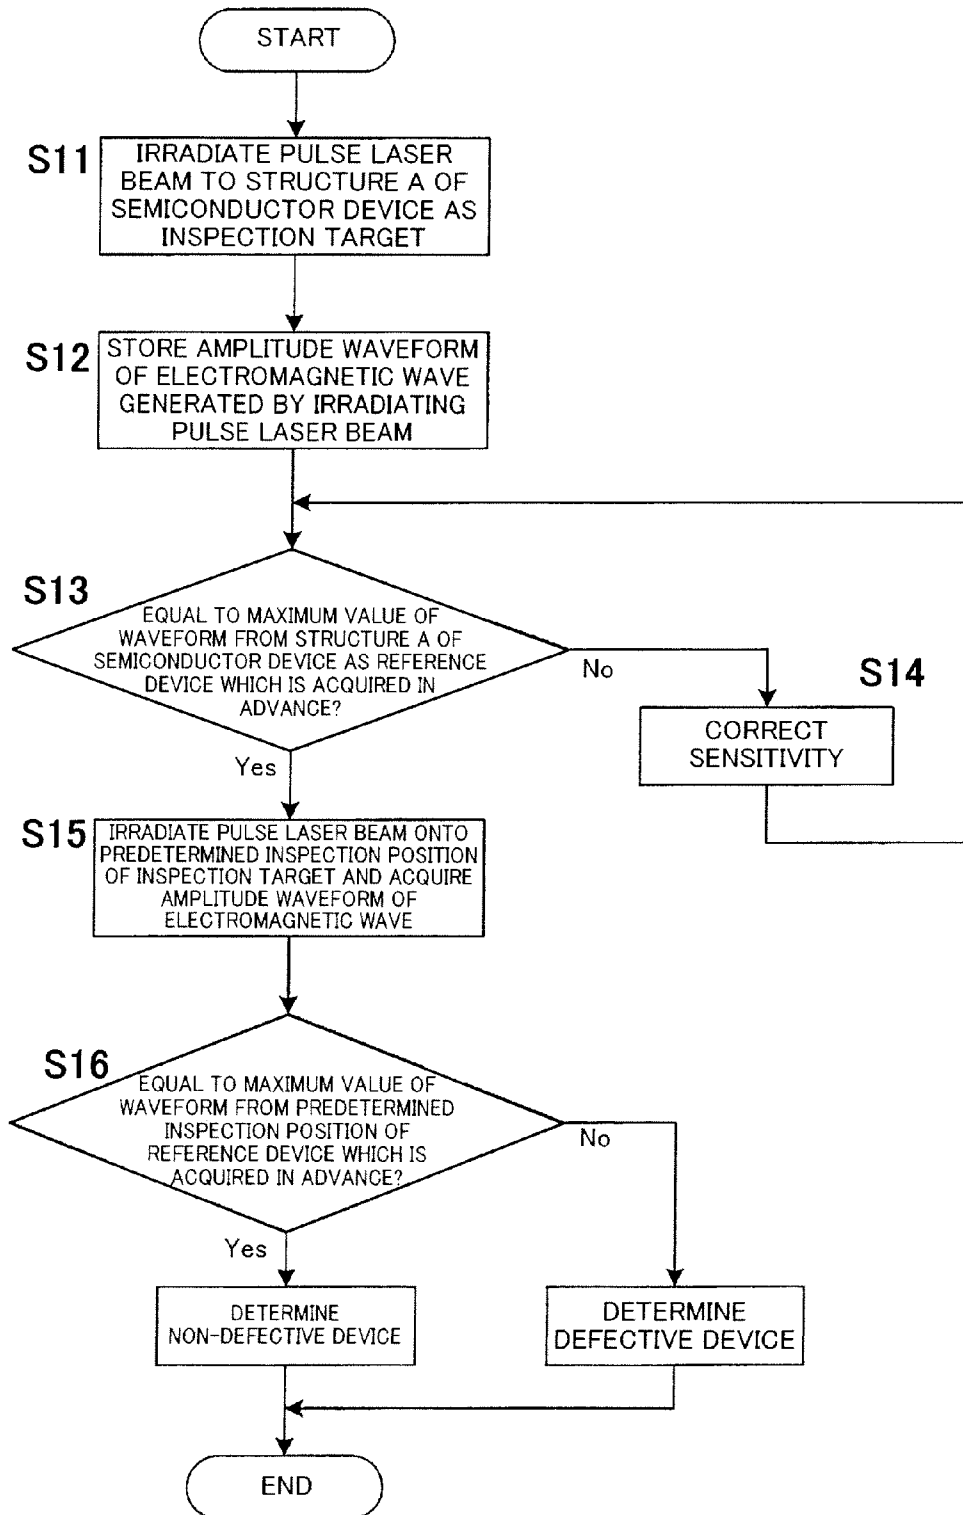 START
S11
IRRADIATE PULSE LASER
BEAM TO STRUCTURE A OF
SEMICONDUCTOR DEVICE AS
INSPECTION TARGET
S12
STORE AMPLITUDE WAVEFORM
OF ELECTROMAGNETIC WAVE
GENERATED BY IRRADIATING
PULSE LASER BEAM
S13
EQUAL TO MAXIMUM VALUE OF
WAVEFORM FROM STRUCTURE A OF
SEMICONDUCTOR DEVICE AS REFERENCE
DEVICE WHICH IS ACQUIRED IN
ADVANCE?
No
S14
CORRECT
SENSITIVITY
Yes
S15
IRRADIATE PULSE LASER BEAM ONTO
PREDETERMINED INSPECTION POSITION
OF INSPECTION TARGET AND ACQUIRE
AMPLITUDE WAVEFORM OF
ELECTROMAGNETIC WAVE
S16
EQUAL TO MAXIMUM VALUE OF
WAVEFORM FROM PREDETERMINED
INSPECTION POSITION OF
REFERENCE DEVICE WHICH IS
ACQUIRED IN ADVANCE?
No
Yes
DETERMINE
NON-DEFECTIVE DEVICE
DETERMINE
DEFECTIVE DEVICE
END